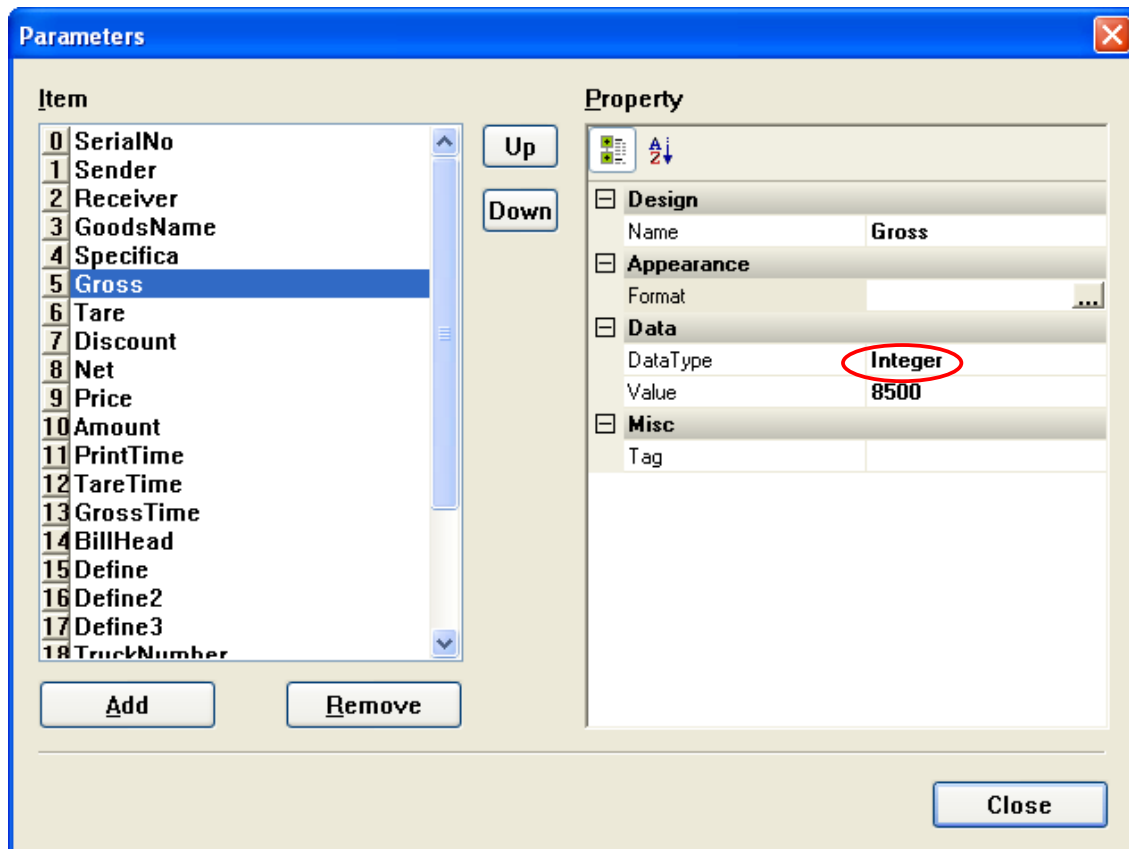 Parameters
Item
0 SerialNo
1 Sender
2 Receiver
3 GoodsName
4 Specifica
5 Gross
6 Tare
7 Discount
8 Net
9 Price
10 Amount
11 PrintTime
12 TareTime
13 GrossTime
14 BillHead
15 Define
16 Define2
17 Define3
18 TruckNumber
Add Remove
Up
Down
Property
Design
Name Gross
Appearance
Format ...
Data
DataType Integer
Value 8500
Misc
Tag
Close